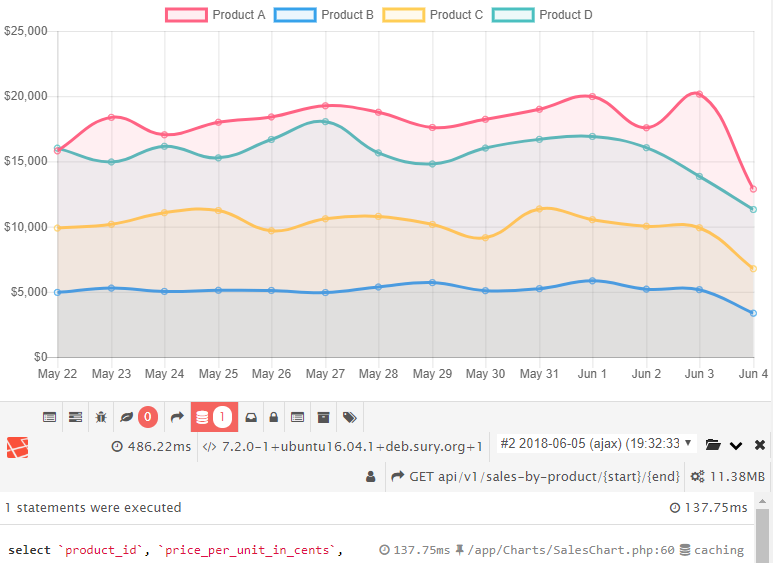 Product A Product B Product C Product D
$25,000
$20,000
$15,000
$10,000
$5,000
$0
May 22 May 23 May 24 May 25 May 26 May 27 May 28 May 29 May 30 May 31 Jun 1 Jun 2 Jun 3 Jun 4
0 1
486.22ms </> 7.2.0-1+ubuntu16.04.1+deb.sury.org+1 #2 2018-06-05 (ajax) (19:32:33
GET api/v1/sales-by-product/{start}/{end} 11.38MB
1 statements were executed 137.75ms
select `product_id`, `price_per_unit_in_cents`, 137.75ms /app/Charts/SalesChart.php:60 caching